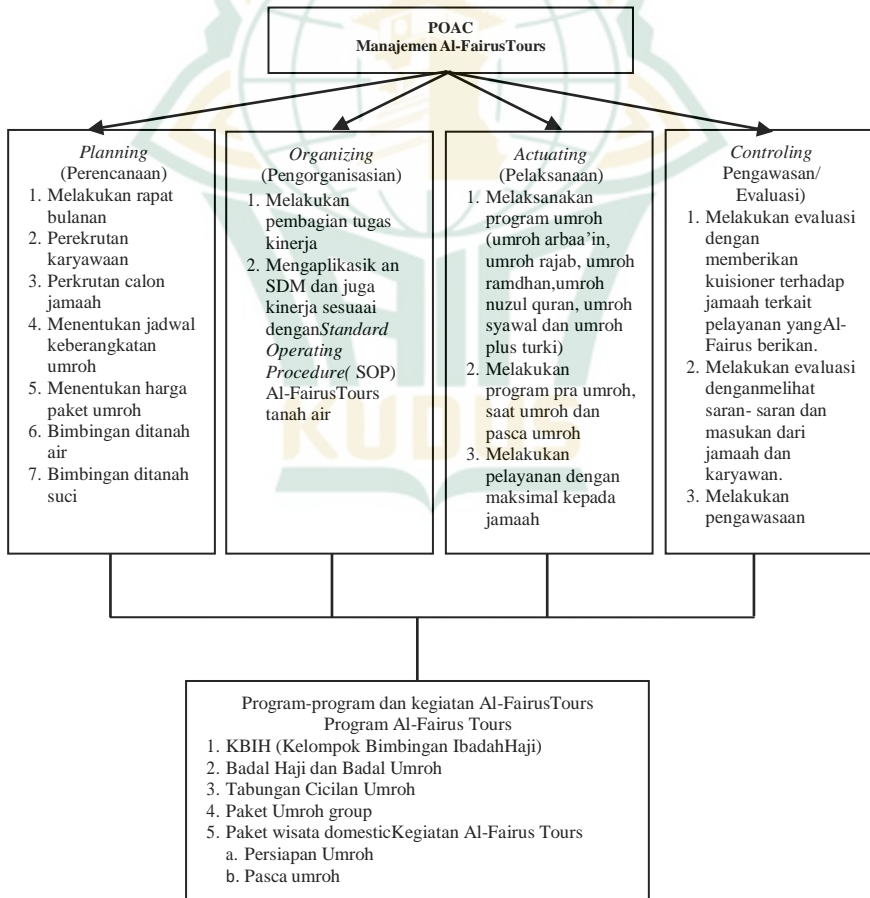 POAC
Manajemen Al-FairusTours
Planning
(Perencanaan)
1. Melakukan rapat
bulanan
2. Perekrutan
karyawaan
3. Perkrutan calon
jamaah
4. Menentukan jadwal
keberangkatan
umroh
5. Menentukan harga
paket umroh
6. Bimbingan ditanah
air
7. Bimbingan ditanah
suci
Organizing
(Pengorganisasian)
1. Melakukan
pembagian tugas
kinerja
2. Mengaplikasik an
SDM dan juga
kinerja sesuaai
denganStandard
Operating
Procedure( SOP)
Al-FairusTours
tanah air
Actuating
(Pelaksanaan)
1. Melaksanakan
program umroh
(umroh arbaa’in,
umroh rajab, umroh
ramdhan,umroh
nuzul quran, umroh
syawal dan umroh
plus turki)
2. Melakukan
program pra umroh,
saat umroh dan
pasca umroh
3. Melakukan
pelayanan dengan
maksimal kepada
jamaah
Controling
Pengawasan/
Evaluasi)
1. Melakukan evaluasi
dengan
memberikan
kuisioner terhadap
jamaah terkait
pelayanan yangAl-
Fairus berikan.
2. Melakukan evaluasi
denganmelihat
saran- saran dan
masukan dari
jamaah dan
karyawan.
3. Melakukan
pengawasaan
KUDUS
Program-program dan kegiatan Al-FairusTours
Program Al-Fairus Tours
1. KBIH (Kelompok Bimbingan IbadahHaji)
2. Badal Haji dan Badal Umroh
3. Tabungan Cicilan Umroh
4. Paket Umroh group
5. Paket wisata domesticKegiatan Al-Fairus Tours
a. Persiapan Umroh
b. Pasca umroh